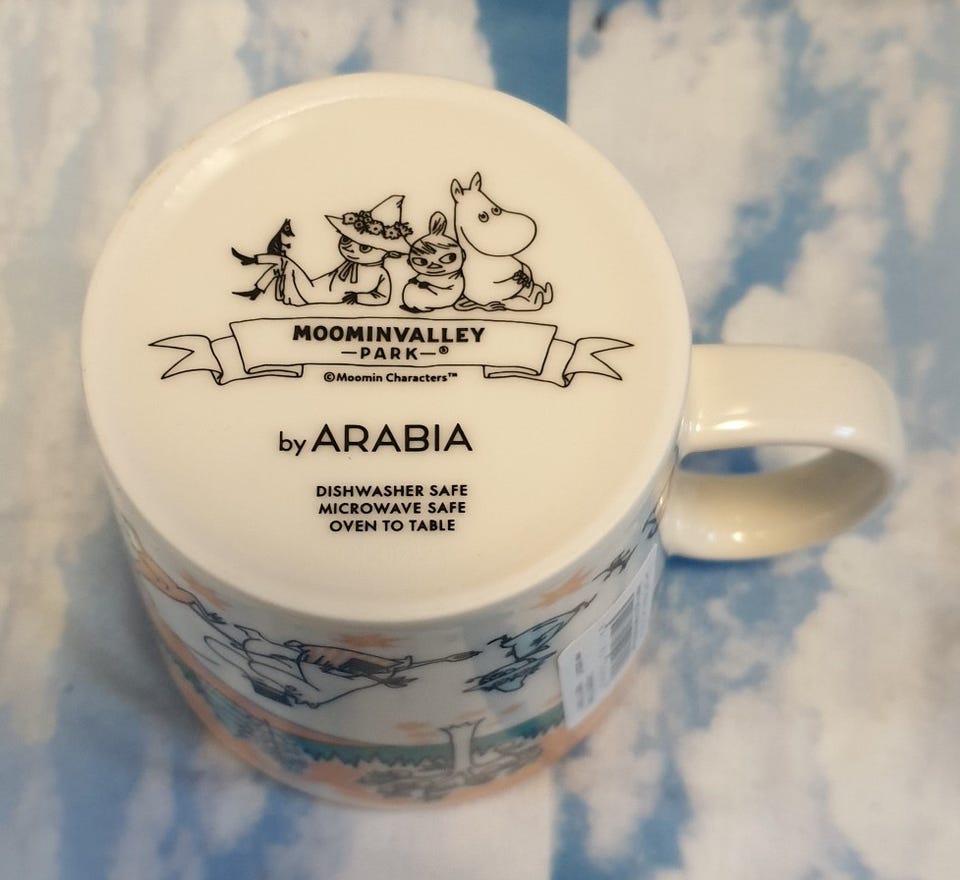 MOOMINVALLEY
—PARK—®
©Moomin Characters™
by ARABIA
DISHWASHER SAFE
MICROWAVE SAFE
OVEN TO TABLE